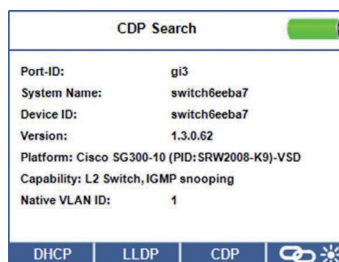 CDP Search
Port-ID: gi3
System Name: switch6eeba7
Device ID: switch6eeba7
Version: 1.3.0.62
Platform: Cisco SG300-10 (PID:SRW2008-K9)-VSD
Capability: L2 Switch, IGMP snooping
Native VLAN ID: 1
DHCP LLDP CDP